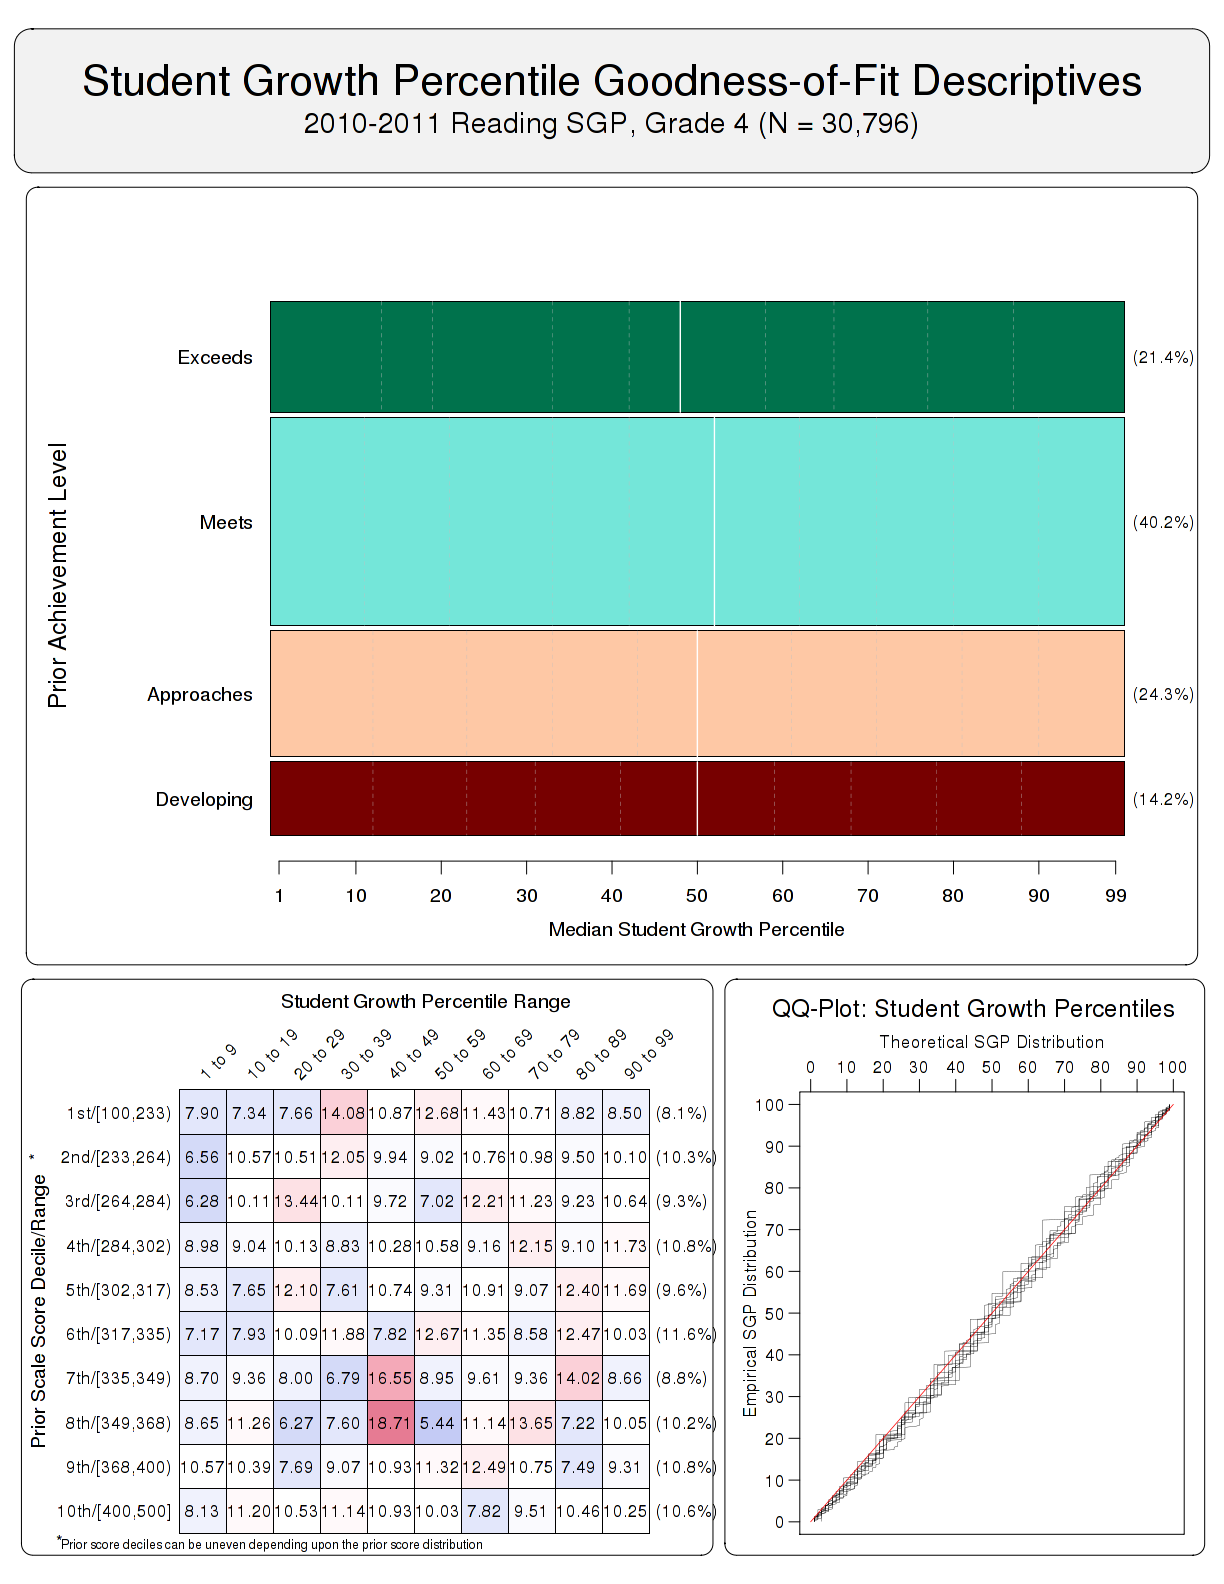 Student Growth Percentile Goodness-of-Fit Descriptives
2010-2011 Reading SGP, Grade 4 (N = 30,796)
Prior Achievement Level
Exceeds (21.4%)
Meets (40.2%)
Approaches (24.3%)
Developing (14.2%)
1 10 20 30 40 50 60 70 80 90 99
Median Student Growth Percentile
Student Growth Percentile Range
1 to 9 10 to 19 20 to 29 30 to 39 40 to 49 50 to 59 60 to 69 70 to 79 80 to 89 90 to 99
Prior Scale Score Decile/Range *
1st/[100,233) 7.90 7.34 7.66 14.08 10.87 12.68 11.43 10.71 8.82 8.50 (8.1%)
2nd/[233,264) 6.56 10.57 10.51 12.05 9.94 9.02 10.76 10.98 9.50 10.10 (10.3%)
3rd/[264,284) 6.28 10.11 13.44 10.11 9.72 7.02 12.21 11.23 9.23 10.64 (9.3%)
4th/[284,302) 8.98 9.04 10.13 8.83 10.28 10.58 9.16 12.15 9.10 11.73 (10.8%)
5th/[302,317) 8.53 7.65 12.10 7.61 10.74 9.31 10.91 9.07 12.40 11.69 (9.6%)
6th/[317,335) 7.17 7.93 10.09 11.88 7.82 12.67 11.35 8.58 12.47 10.03 (11.6%)
7th/[335,349) 8.70 9.36 8.00 6.79 16.55 8.95 9.61 9.36 14.02 8.66 (8.8%)
8th/[349,368) 8.65 11.26 6.27 7.60 18.71 5.44 11.14 13.65 7.22 10.05 (10.2%)
9th/[368,400) 10.57 10.39 7.69 9.07 10.93 11.32 12.49 10.75 7.49 9.31 (10.8%)
10th/[400,500] 8.13 11.20 10.53 11.14 10.93 10.03 7.82 9.51 10.46 10.25 (10.6%)
*Prior score deciles can be uneven depending upon the prior score distribution
QQ-Plot: Student Growth Percentiles
Theoretical SGP Distribution
0 10 20 30 40 50 60 70 80 90 100
Empirical SGP Distribution
100
90
80
70
60
50
40
30
20
10
0